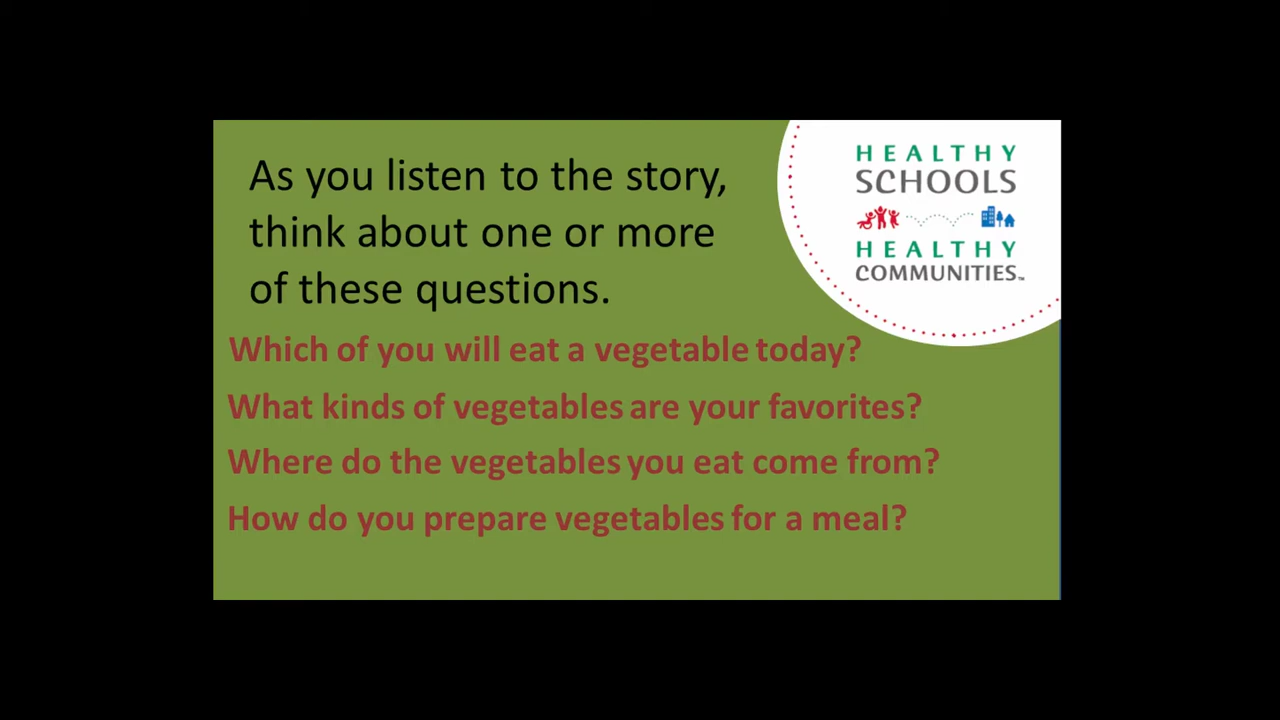 As you listen to the story,
think about one or more
of these questions.
HEALTHY
SCHOOLS
HEALTHY
COMMUNITIES™
Which of you will eat a vegetable today?
What kinds of vegetables are your favorites?
Where do the vegetables you eat come from?
How do you prepare vegetables for a meal?